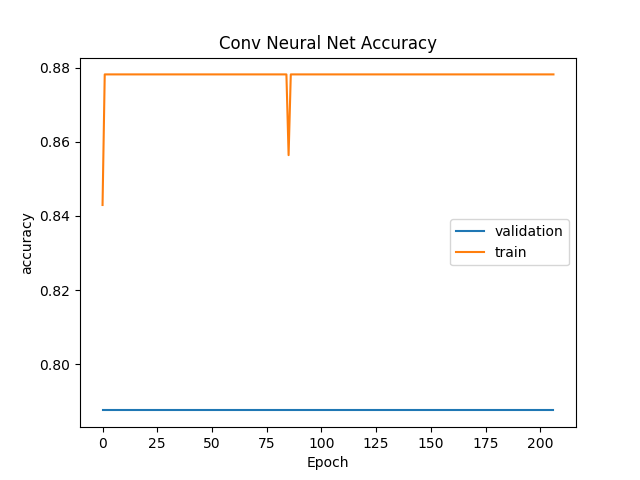 Conv Neural Net Accuracy
0.88
0.86
0.84
0.82
0.80
accuracy
validation
train
0 25 50 75 100 125 150 175 200
Epoch